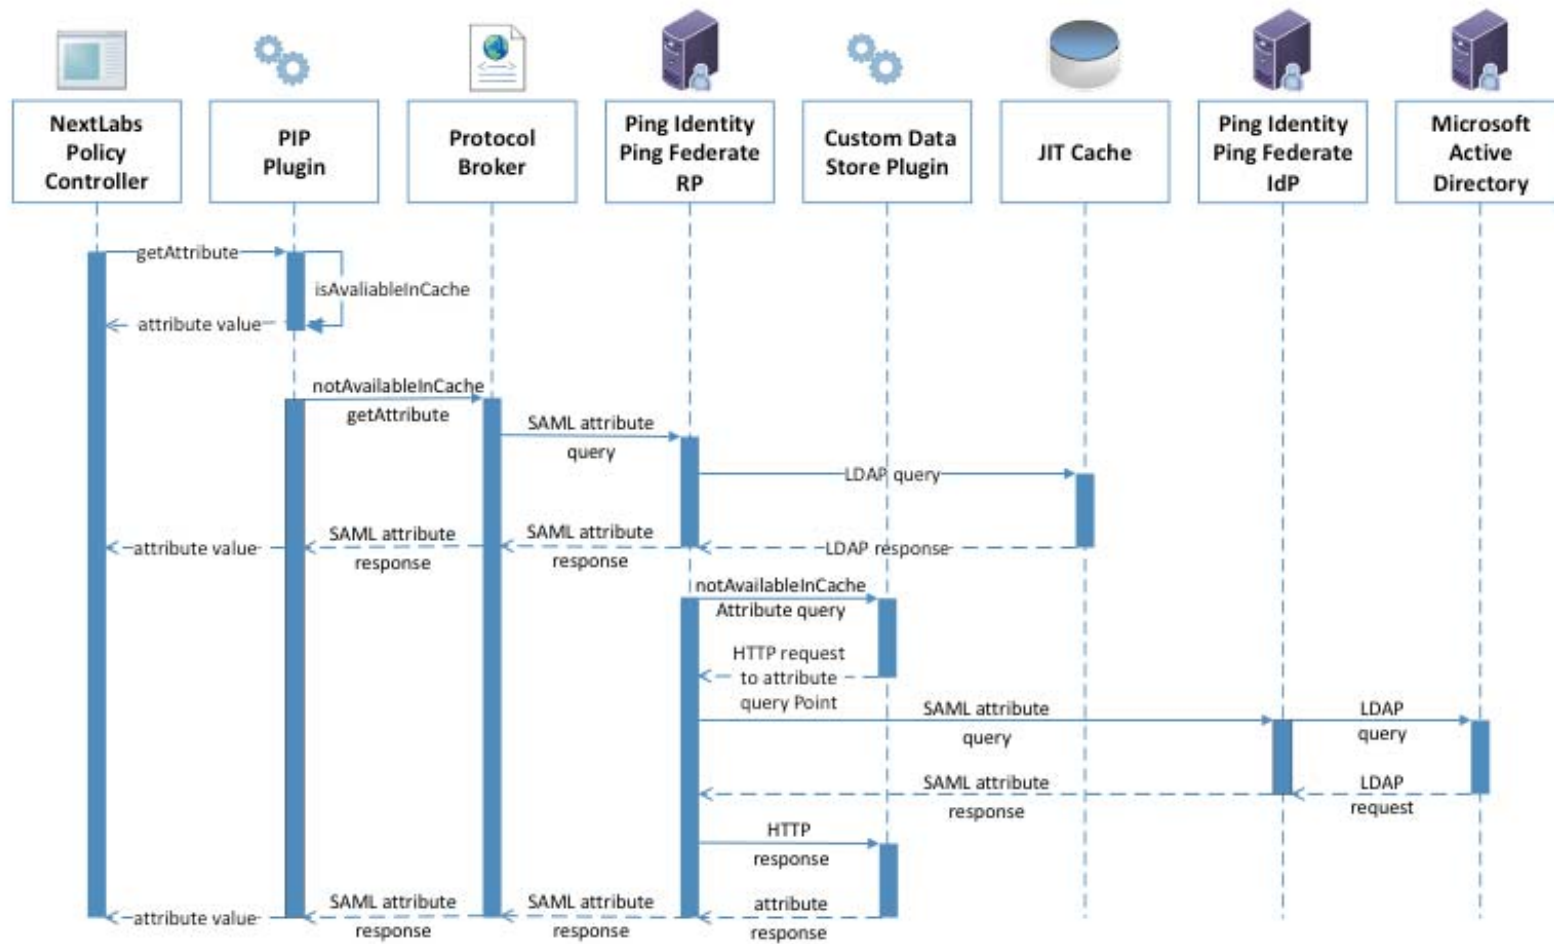 NextLabs
Policy
Controller
PIP
Plugin
Protocol
Broker
Ping Identity
Ping Federate
RP
Custom Data
Store Plugin
JIT Cache
Ping Identity
Ping Federate
IdP
Microsoft
Active
Directory
getAttribute
isAvaliableInCache
attribute value
notAvailableInCache
getAttribute
SAML attribute
query
LDAP query
attribute value
SAML attribute
response
SAML attribute
response
LDAP response
notAvailableInCache
Attribute query
HTTP request
to attribute
query Point
SAML attribute
query
LDAP
query
SAML attribute
response
LDAP
request
HTTP
response
attribute value
SAML attribute
response
SAML attribute
response
attribute
response